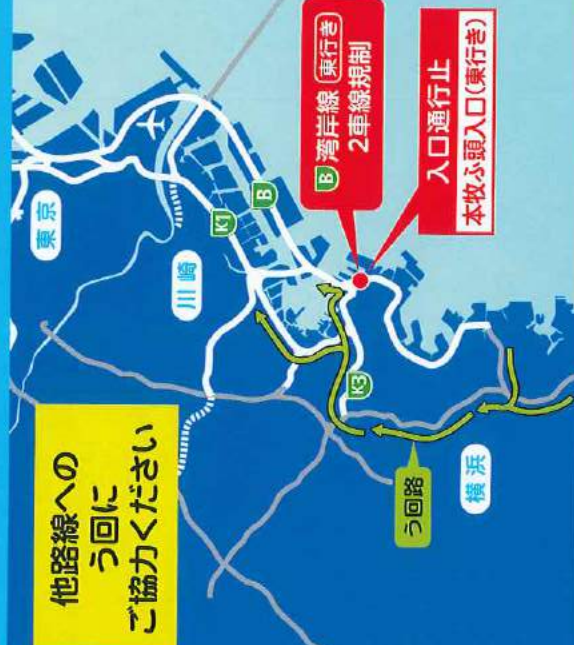 他路線への
う回に
ご協力ください
東京
川崎
横浜
K1
B
K3
う回路
B 湾岸線 東行き
2車線規制
入口通行止
本牧ふ頭入口(東行き)